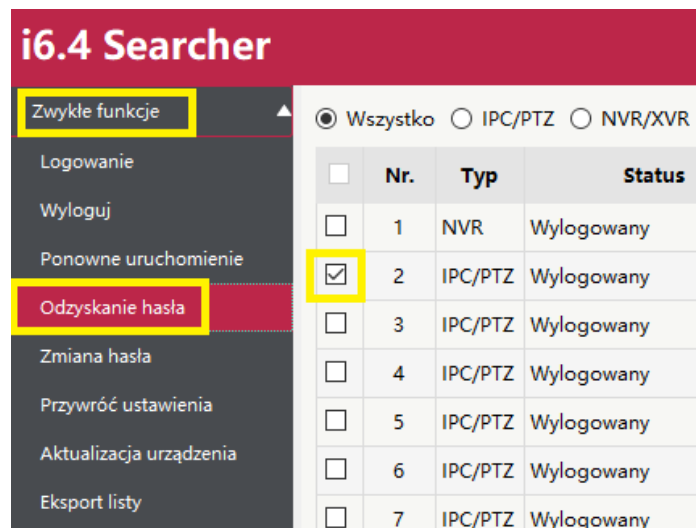 i6.4 Searcher
Zwykłe funkcje
Logowanie
Wyloguj
Ponowne uruchomienie
Odzyskanie hasła
Zmiana hasła
Przywróć ustawienia
Aktualizacja urządzenia
Eksport listy
Wszystko IPC/PTZ NVR/XVR
Nr. Typ Status
1 NVR Wylogowany
2 IPC/PTZ Wylogowany
3 IPC/PTZ Wylogowany
4 IPC/PTZ Wylogowany
5 IPC/PTZ Wylogowany
6 IPC/PTZ Wylogowany
7 IPC/PTZ Wylogowany